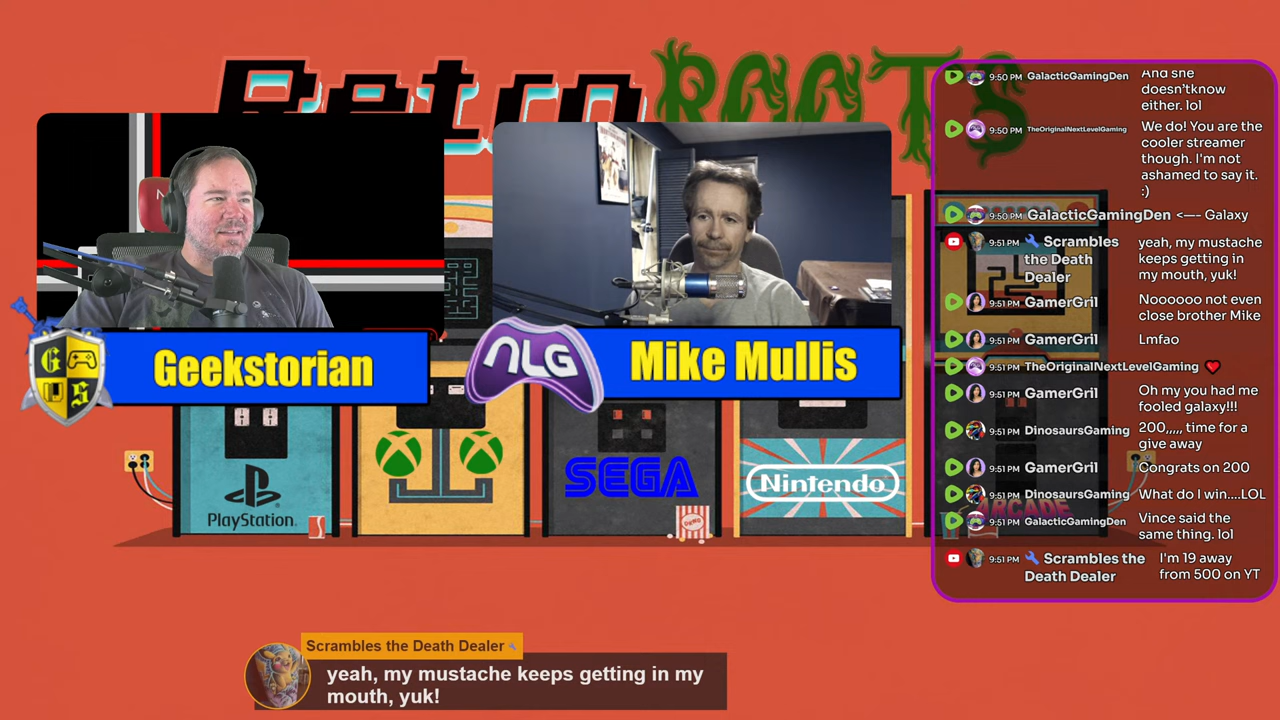 Retro ROOTS
Geekstorian
G
U S
NLG
Mike Mullis
PlayStation
SEGA
Nintendo
ARCADE
9:50 PM GalacticGamingDen And she
doesn'tknow
either. lol
9:50 PM TheOriginalNextLevelGaming We do! You are the
cooler streamer
though. I'm not
ashamed to say it.
:)
9:50 PM GalacticGamingDen <—- Galaxy
9:51 PM Scrambles yeah, my mustache
the Death keeps getting in
Dealer my mouth, yuk!
9:51 PM GamerGril Noooooo not even
close brother Mike
9:51 PM GamerGril Lmfao
9:51 PM TheOriginalNextLevelGaming
9:51 PM GamerGril Oh my you had me
fooled galaxy!!!
9:51 PM DinosaursGaming 200,,,,, time for a
give away
9:51 PM GamerGril Congrats on 200
9:51 PM DinosaursGaming What do I win....LOL
9:51 PM GalacticGamingDen Vince said the
same thing. lol
9:51 PM Scrambles the I'm 19 away
Death Dealer from 500 on YT
Scrambles the Death Dealer
yeah, my mustache keeps getting in my
mouth, yuk!